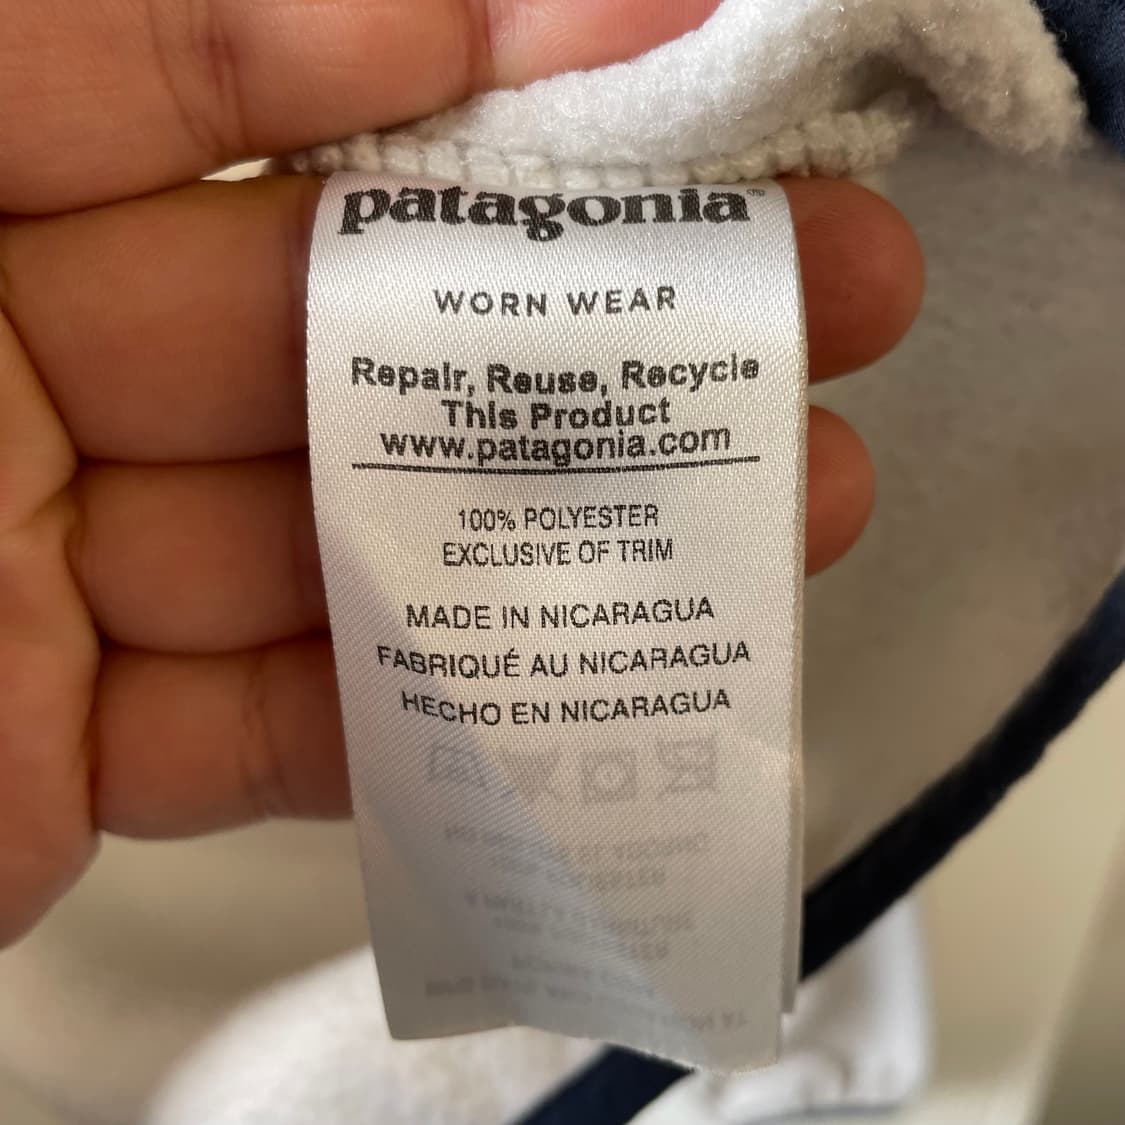 patagonia
WORN WEAR
Repair, Reuse, Recycle
This Product
www.patagonia.com
100% POLYESTER
EXCLUSIVE OF TRIM
MADE IN NICARAGUA
FABRIQUÉ AU NICARAGUA
HECHO EN NICARAGUA